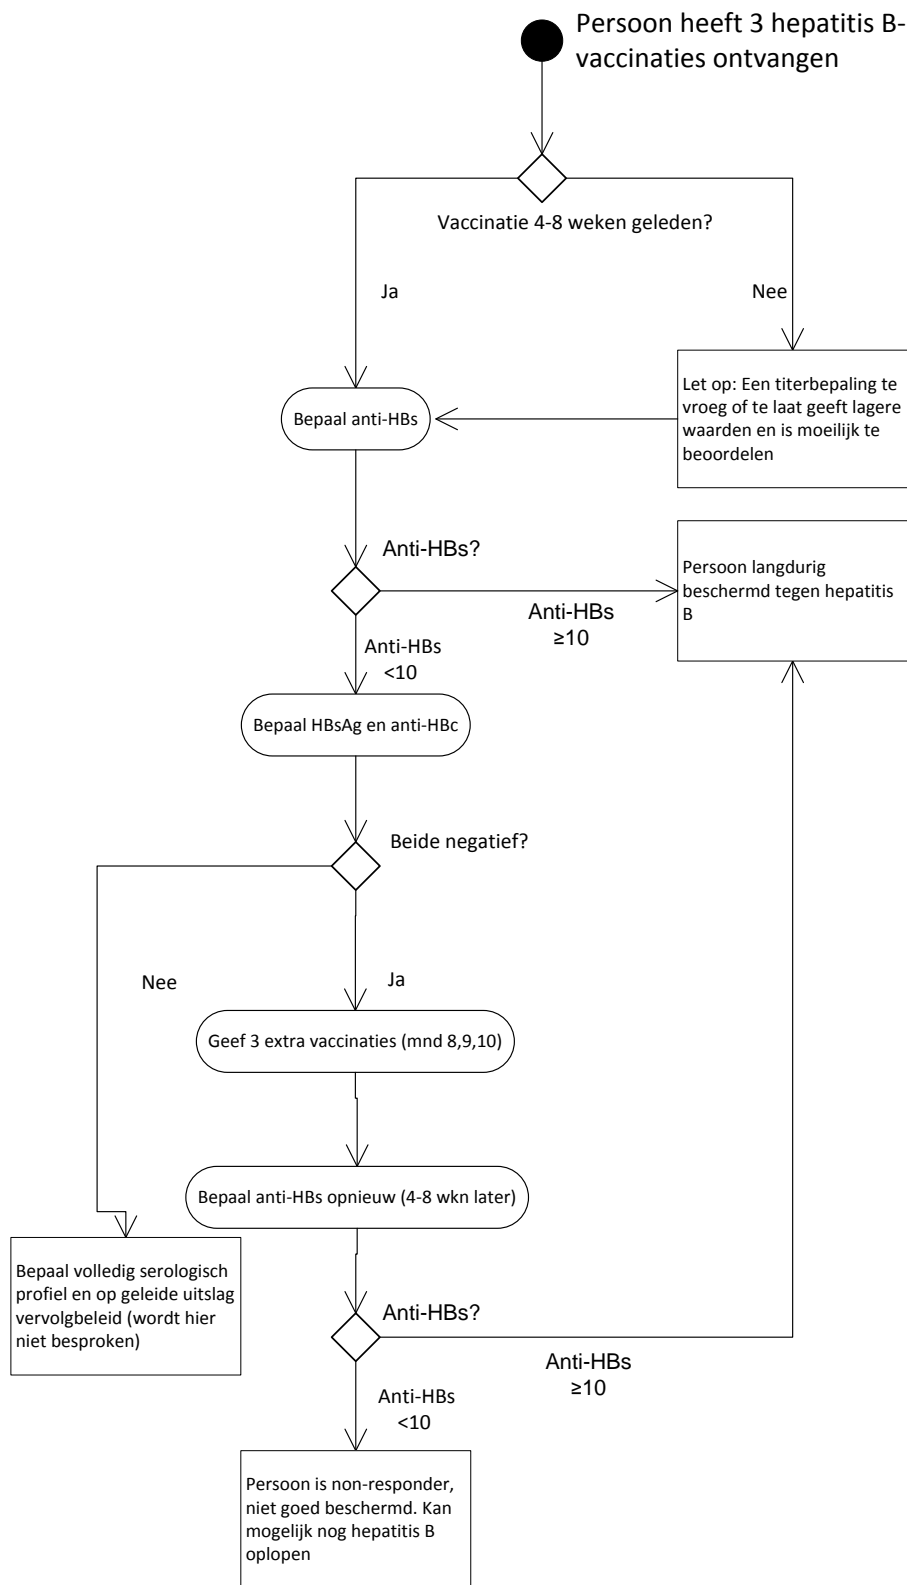 Persoon heeft 3 hepatitis B-
vaccinaties ontvangen
Vaccinatie 4-8 weken geleden?
Ja
Nee
Let op: Een titerbepaling te
vroeg of te laat geeft lagere
waarden en is moeilijk te
beoordelen
Bepaal anti-HBs
Anti-HBs?
Persoon langdurig
beschermd tegen hepatitis
B
Anti-HBs
≥10
Anti-HBs
<10
Bepaal HBsAg en anti-HBc
Beide negatief?
Nee
Ja
Geef 3 extra vaccinaties (mnd 8,9,10)
Bepaal anti-HBs opnieuw (4-8 wkn later)
Bepaal volledig serologisch
profiel en op geleide uitslag
vervolgbeleid (wordt hier
niet besproken)
Anti-HBs?
Anti-HBs
≥10
Anti-HBs
<10
Persoon is non-responder,
niet goed beschermd. Kan
mogelijk nog hepatitis B
oplopen